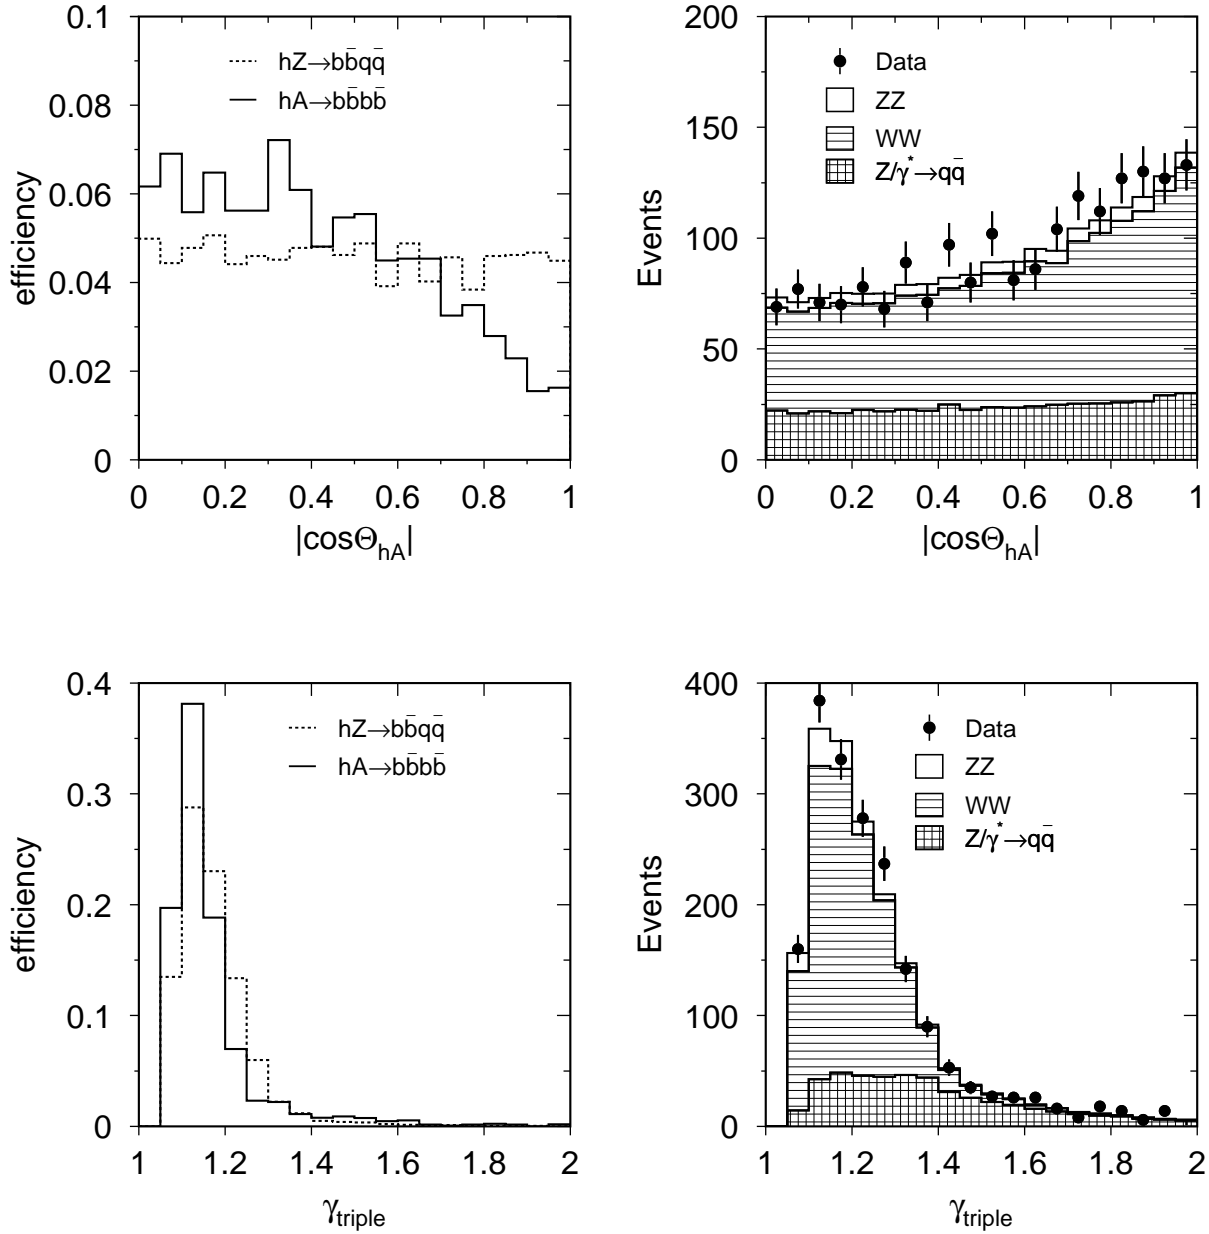 0.1
0.08
0.06
0.04
0.02
0
efficiency
hZ→bb̄qq̄
hA→bb̄bb̄
0 0.2 0.4 0.6 0.8 1
|cosΘhA|
200
150
100
50
0
Events
Data
ZZ
WW
Z/γ*→qq̄
0 0.2 0.4 0.6 0.8 1
|cosΘhA|
0.4
0.3
0.2
0.1
0
efficiency
hZ→bb̄qq̄
hA→bb̄bb̄
1 1.2 1.4 1.6 1.8 2
γtriple
400
300
200
100
0
Events
Data
ZZ
WW
Z/γ*→qq̄
1 1.2 1.4 1.6 1.8 2
γtriple